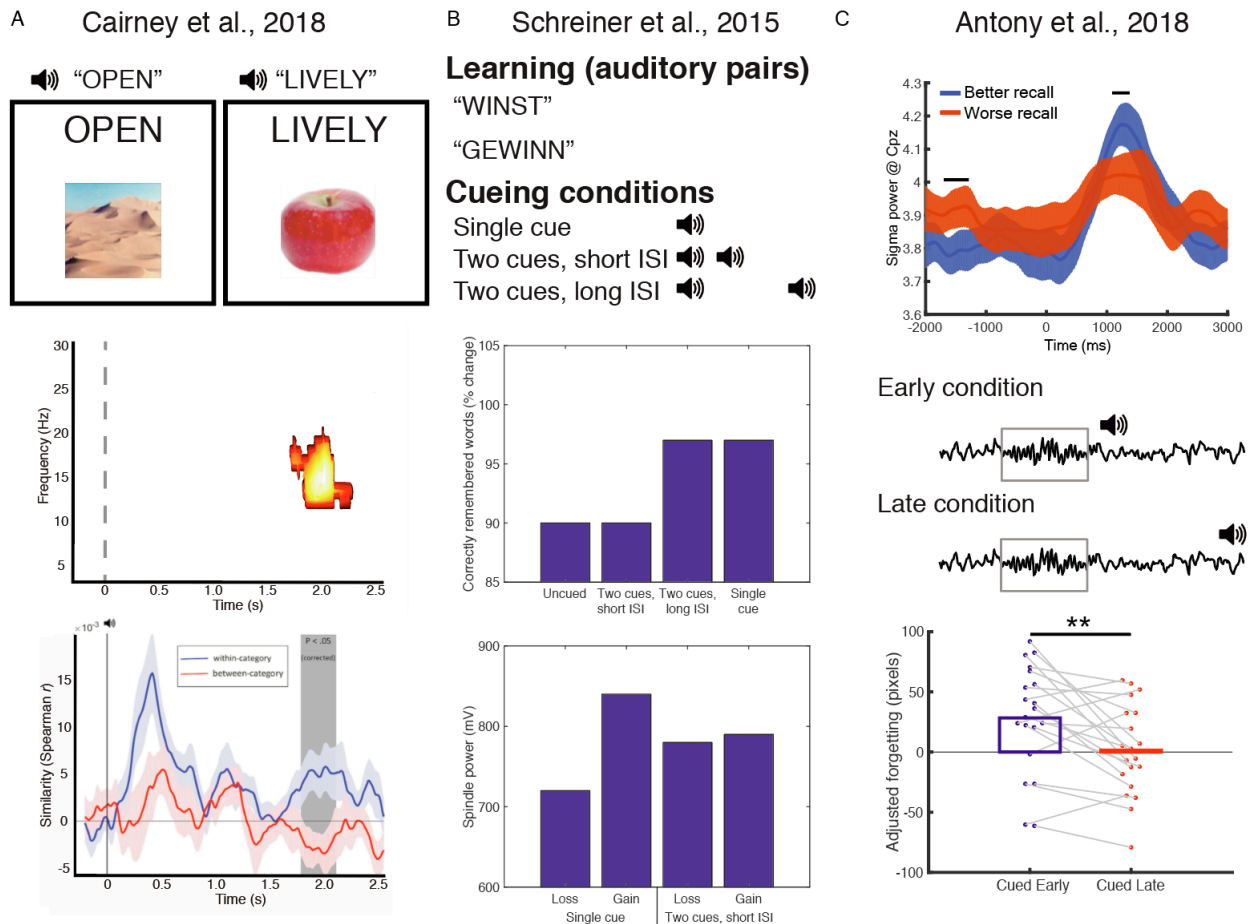 A
Cairney et al., 2018
“OPEN”
“LIVELY”
OPEN
LIVELY
Frequency (Hz)
30
25
20
15
10
5
0
0.5
1.0
1.5
2.0
2.5
Time (s)
×10⁻³
P < .05
(corrected)
within-category
between-category
Similarity (Spearman r)
15
10
5
0
-5
0
0.5
1.0
1.5
2.0
2.5
Time (s)
B
Schreiner et al., 2015
Learning (auditory pairs)
“WINST”
“GEWINN”
Cueing conditions
Single cue
Two cues, short ISI
Two cues, long ISI
Correctly remembered words (% change)
105
100
95
90
85
Uncued
Two cues,
short ISI
Two cues,
long ISI
Single
cue
Spindle power (mV)
900
800
700
600
Loss
Gain
Loss
Gain
Single cue
Two cues, short ISI
C
Antony et al., 2018
Sigma power @ Cpz
4.3
4.2
4.1
4
3.9
3.8
3.7
3.6
Better recall
Worse recall
-2000
-1000
0
1000
2000
3000
Time (ms)
Early condition
Late condition
**
Adjusted forgetting (pixels)
100
50
0
-50
-100
Cued Early
Cued Late